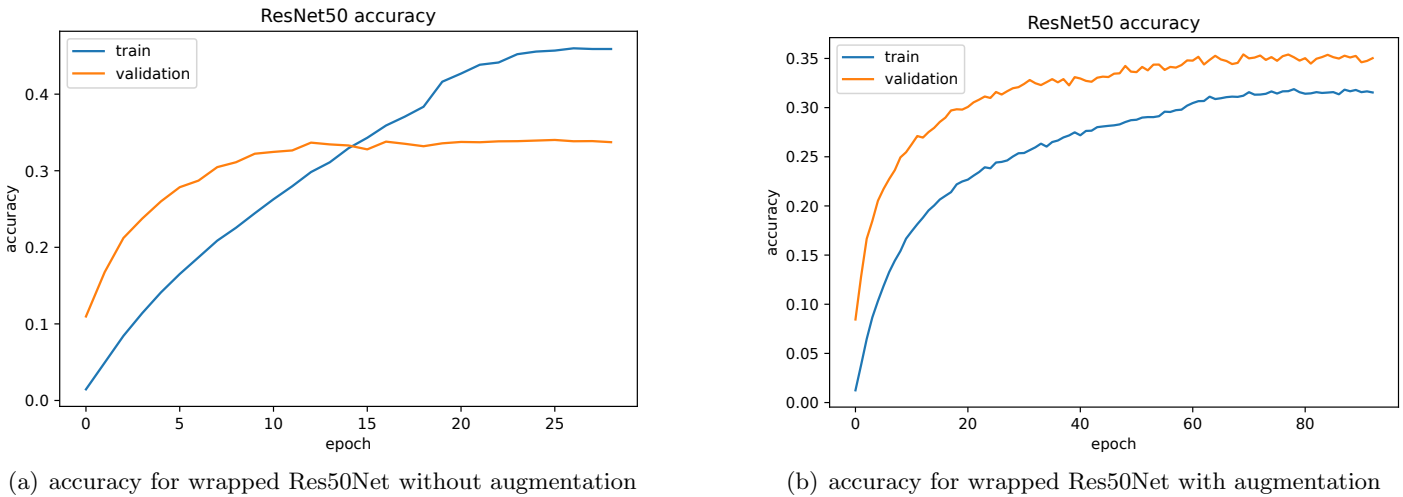 ResNet50 accuracy
train
validation
accuracy
0.4
0.3
0.2
0.1
0.0
0 5 10 15 20 25
epoch
(a) accuracy for wrapped Res50Net without augmentation
ResNet50 accuracy
train
validation
accuracy
0.35
0.30
0.25
0.20
0.15
0.10
0.05
0.00
0 20 40 60 80
epoch
(b) accuracy for wrapped Res50Net with augmentation